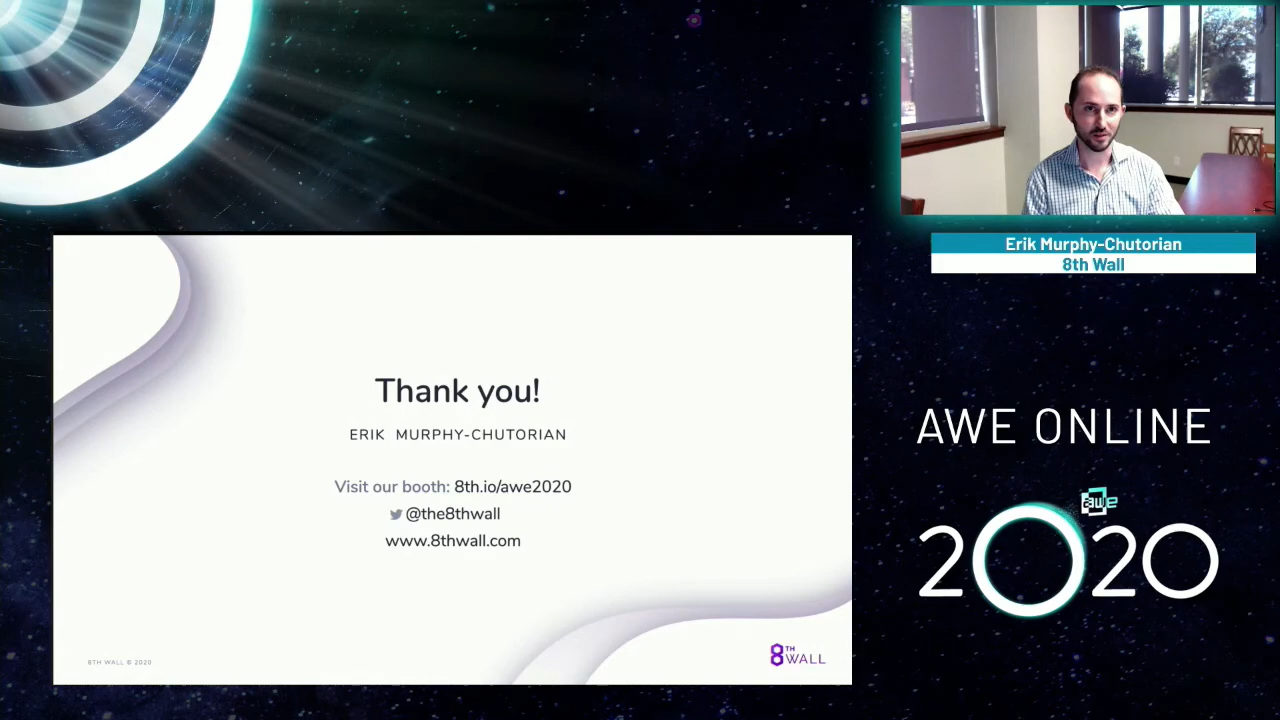 Erik Murphy-Chutorian
8th Wall
Thank you!
ERIK MURPHY-CHUTORIAN
Visit our booth: 8th.io/awe2020
@the8thwall
www.8thwall.com
8TH WALL © 2020
8TH WALL
AWE ONLINE
awe
2020